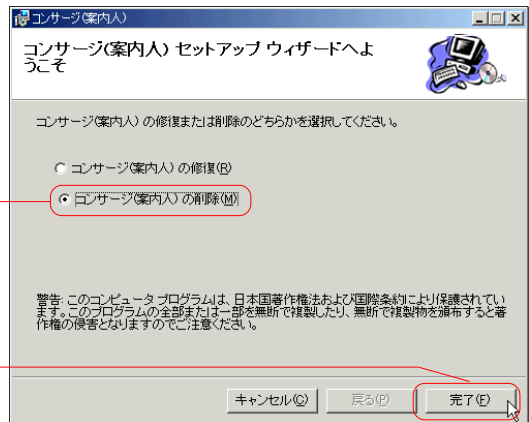 コンサージ(案内人)
コンサージ(案内人) セットアップ ウィザードへよ
うこそ
コンサージ(案内人) の修復または削除のどちらかを選択してください。
コンサージ(案内人) の修復(R)
コンサージ(案内人) の削除(M)
警告: このコンピュータ プログラムは、日本国著作権法および国際条約により保護されてい
ます。このプログラムの全部または一部を無断で複製したり、無断で複製物を頒布すると著
作権の侵害となりますのでご注意ください。
キャンセル(C) 戻る(P) 完了(F)